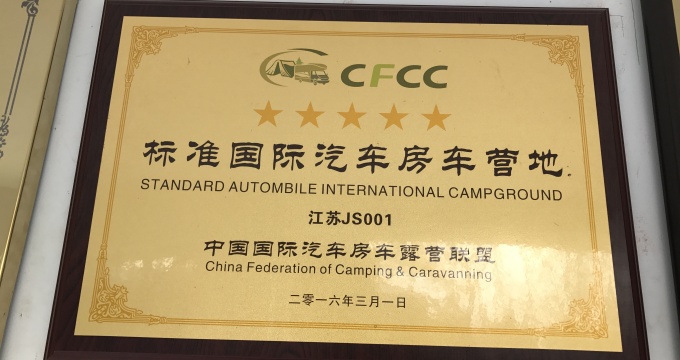 CFCC
标准国际汽车房车营地
STANDARD AUTOMBILE INTERNATIONAL CAMPGROUND
江苏JS001
中国国际汽车房车露营联盟
China Federation of Camping & Caravanning
二零一六年三月一日